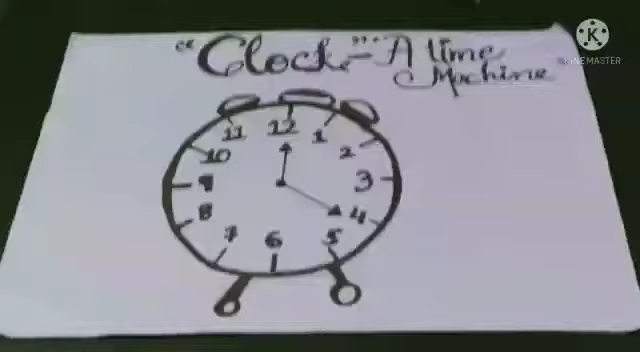 "Clock"- A time
Machine
K
KINEMASTER
11 12 1
10 2
9 3
8 4
7 6 5